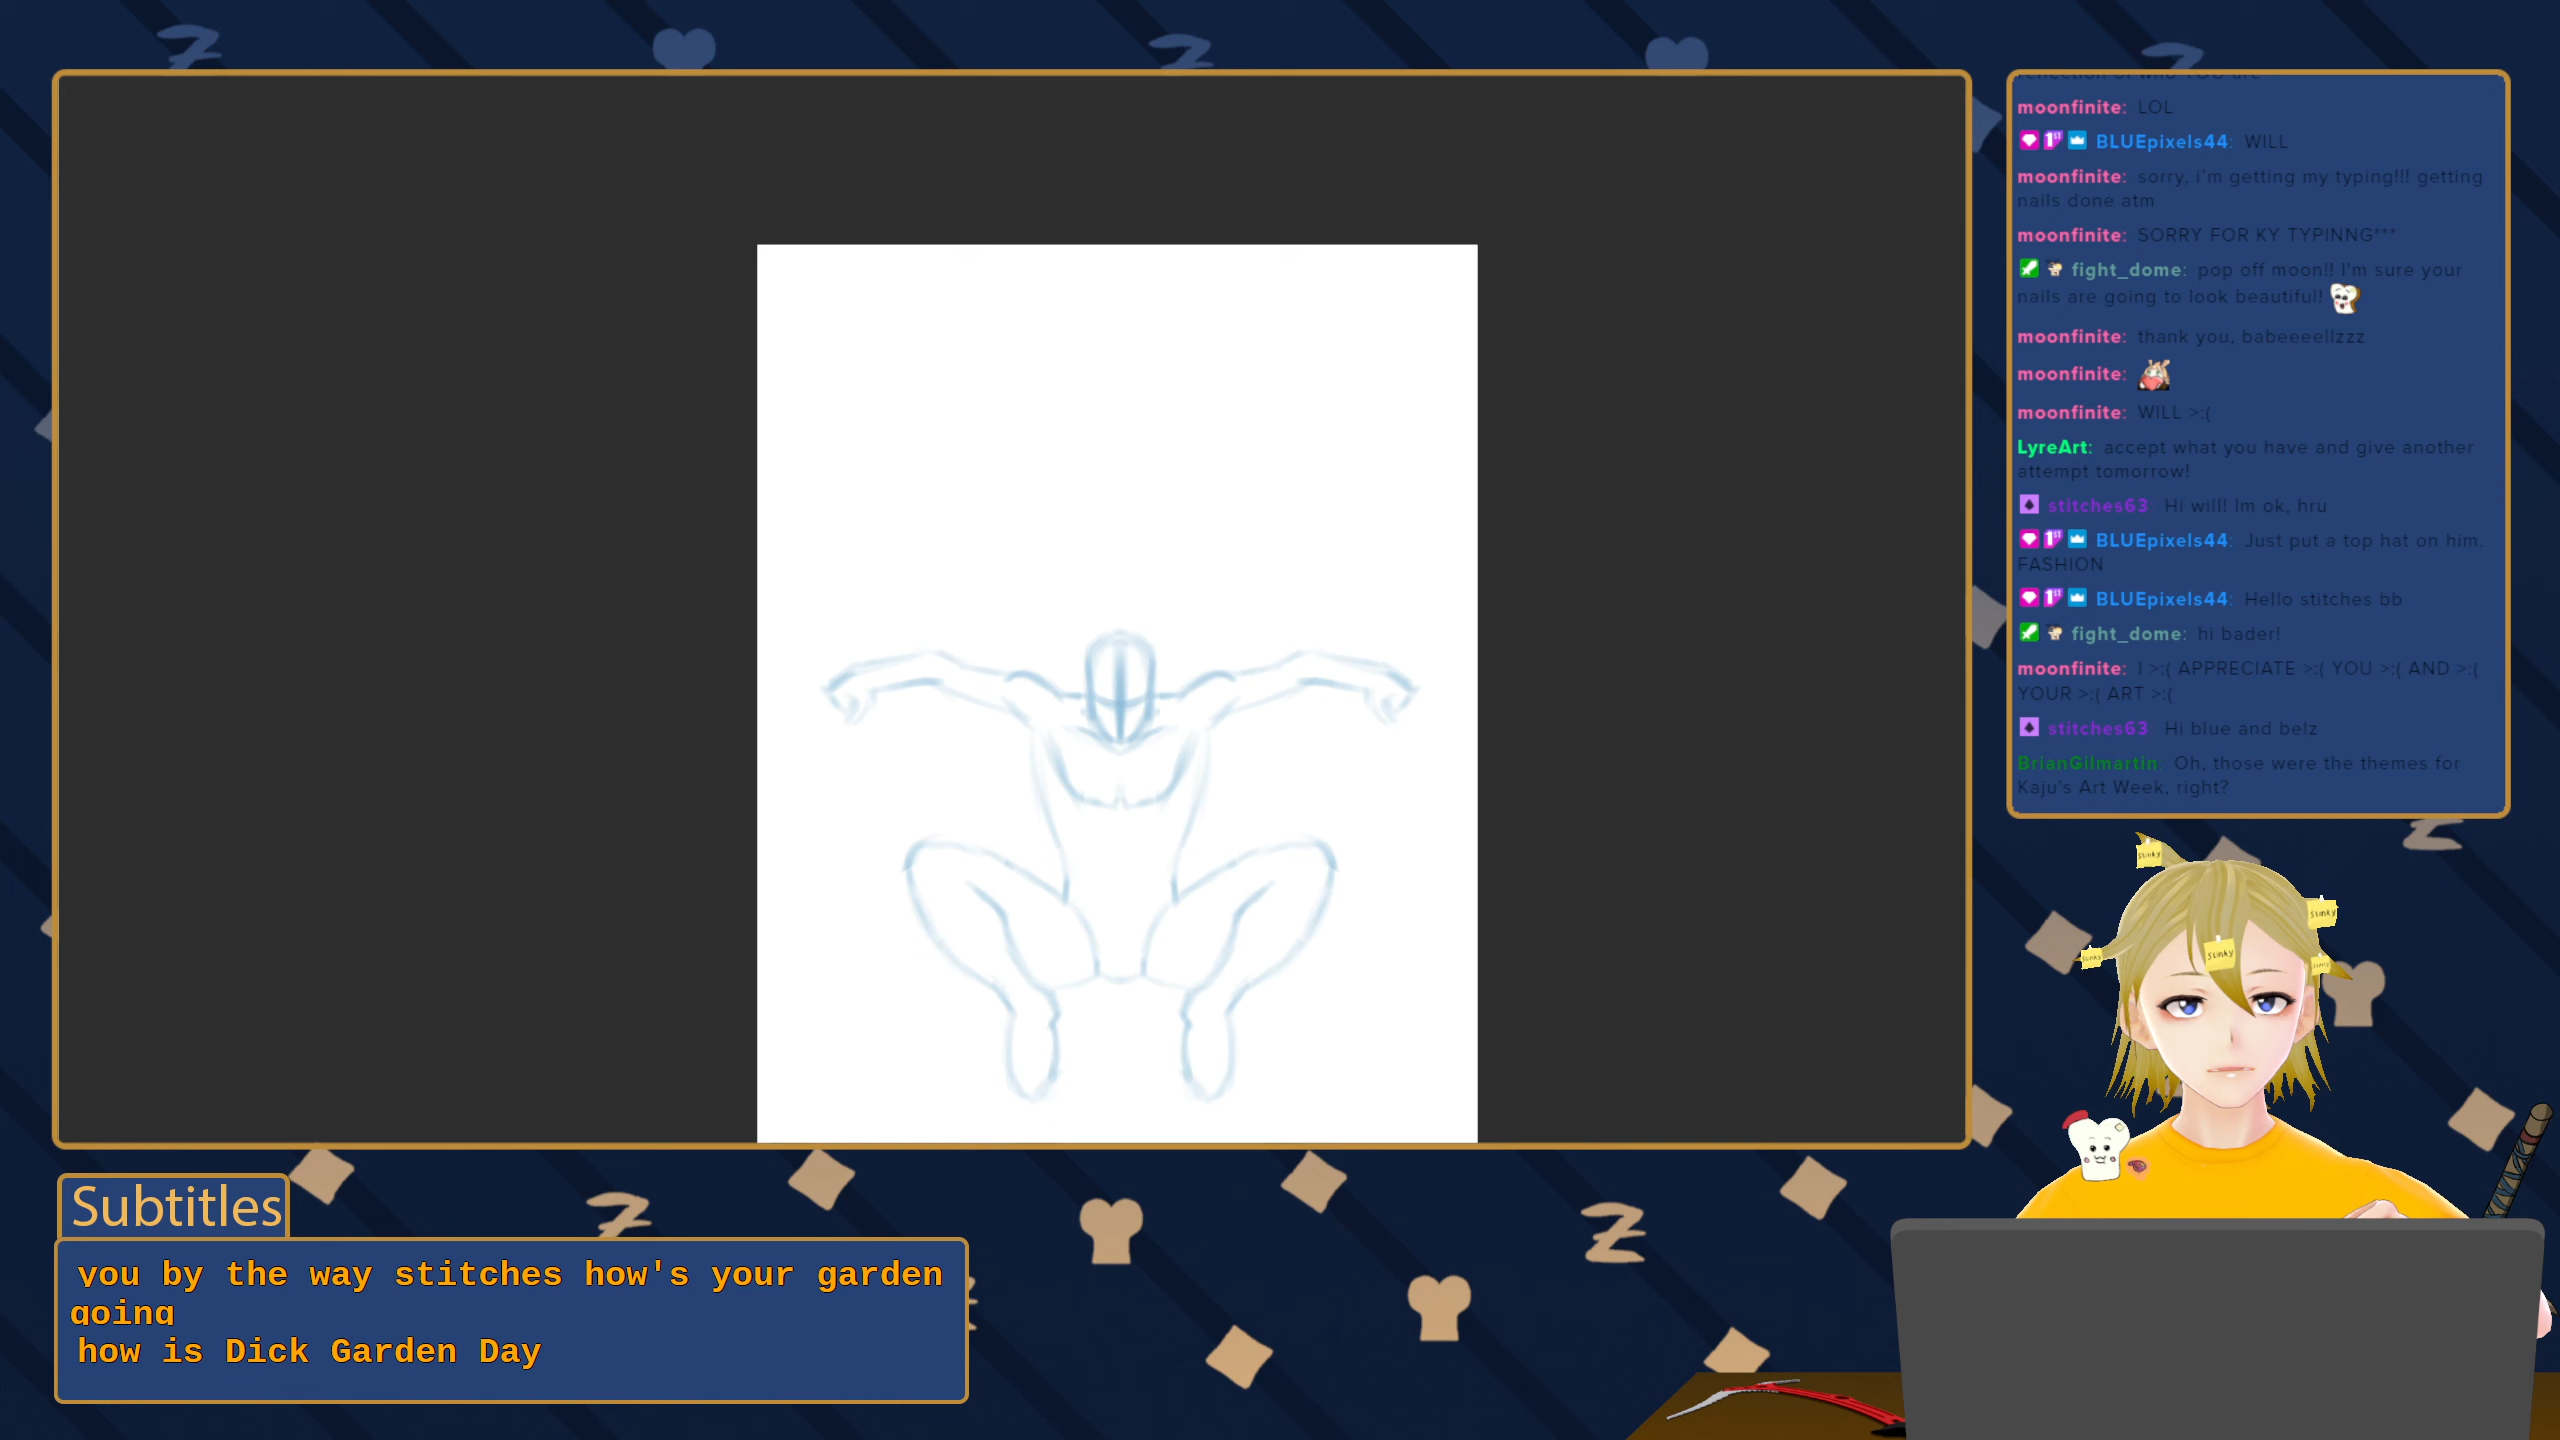 moonfinite: LOL
BLUEpixels44: WILL
moonfinite: sorry, i'm getting my typing!!! getting
nails done atm
moonfinite: SORRY FOR KY TYPINNG***
fight_dome: pop off moon!! I'm sure your
nails are going to look beautiful!
moonfinite: thank you, babeeeellzzz
moonfinite:
moonfinite: WILL >:(
LyreArt: accept what you have and give another
attempt tomorrow!
stitches63 Hi will! Im ok, hru
BLUEpixels44: Just put a top hat on him.
FASHION
BLUEpixels44: Hello stitches bb
fight_dome: hi bader!
moonfinite: I >:( APPRECIATE >:( YOU >:( AND >:(
YOUR >:( ART >:(
stitches63 Hi blue and belz
BrianGilmartin: Oh, those were the themes for
Kaju's Art Week, right?
Stinky
Stinky
Stinky
Stinky
Subtitles
you by the way stitches how's your garden
going
how is Dick Garden Day